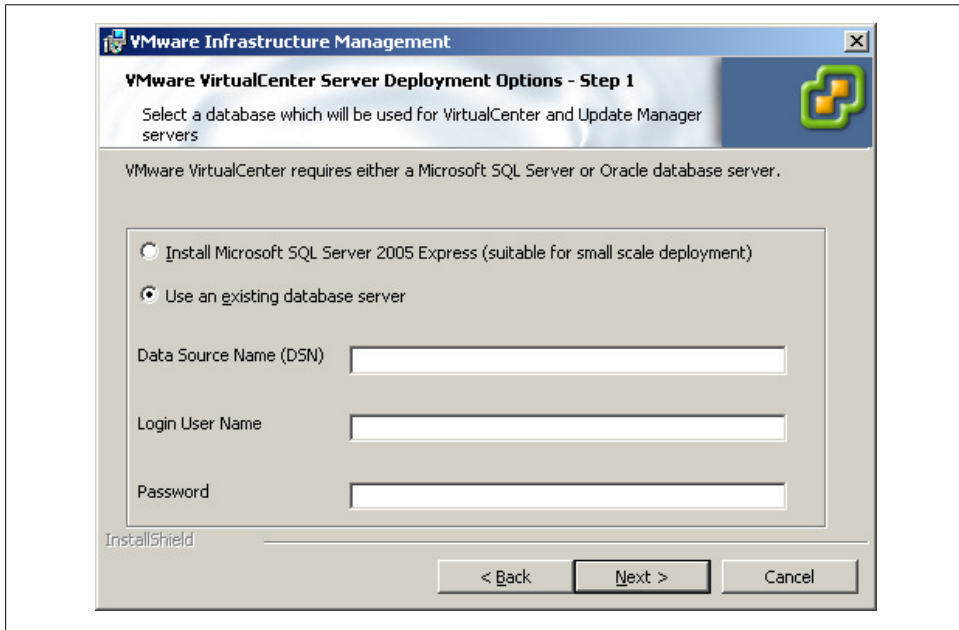 VMware Infrastructure Management
VMware VirtualCenter Server Deployment Options - Step 1
Select a database which will be used for VirtualCenter and Update Manager
servers
VMware VirtualCenter requires either a Microsoft SQL Server or Oracle database server.
Install Microsoft SQL Server 2005 Express (suitable for small scale deployment)
Use an existing database server
Data Source Name (DSN)
Login User Name
Password
InstallShield
< Back
Next >
Cancel